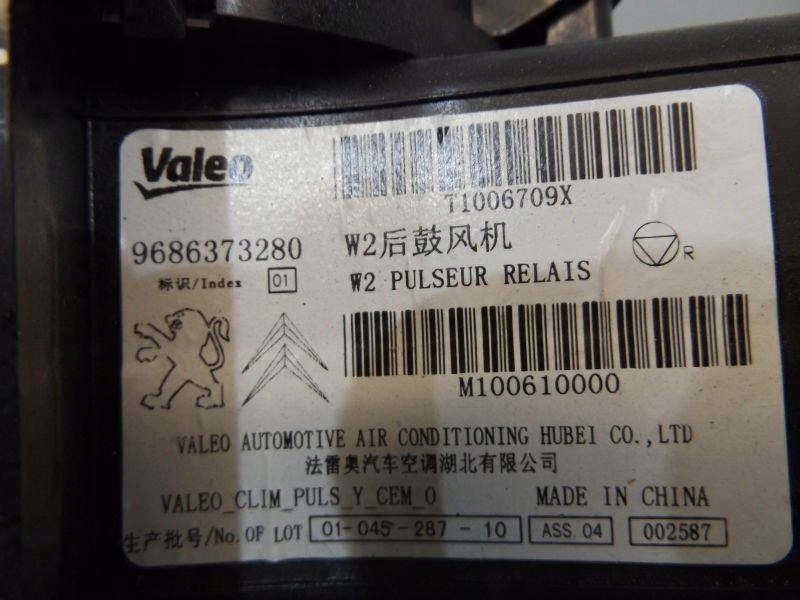 Valeo
T1006709X
9686373280
W2后鼓风机
标识/Index 01
W2 PULSEUR RELAIS
R
M100610000
VALEO AUTOMOTIVE AIR CONDITIONING HUBEI CO.,LTD
法雷奥汽车空调湖北有限公司
VALEO_CLIM_PULS_Y_CEM_O
MADE IN CHINA
生产批号/No. OF LOT 01-045-287-10 ASS.04 002587